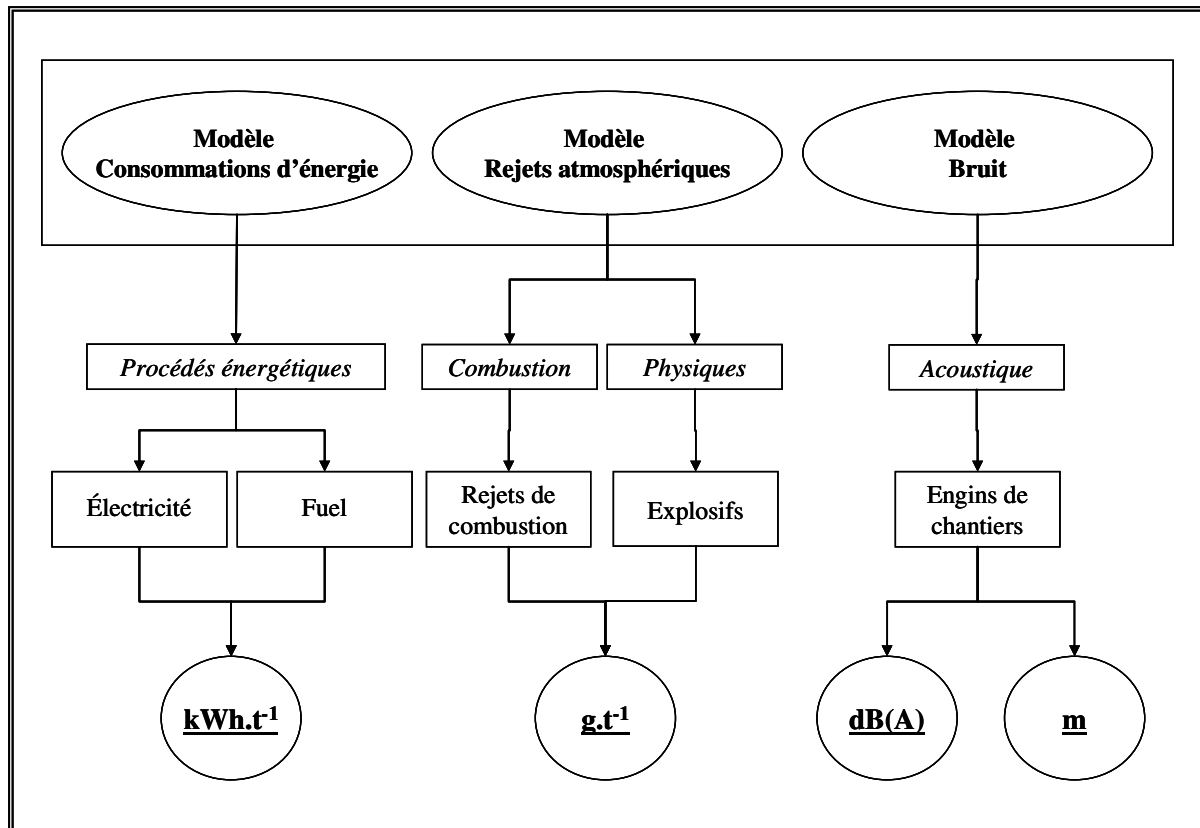 Modèle
Consommations d'énergie
Modèle
Rejets atmosphériques
Modèle
Bruit
Procédés énergétiques
Combustion
Physiques
Acoustique
Électricité
Fuel
Rejets de
combustion
Explosifs
Engins de
chantiers
kWh.t⁻¹
g.t⁻¹
dB(A)
m